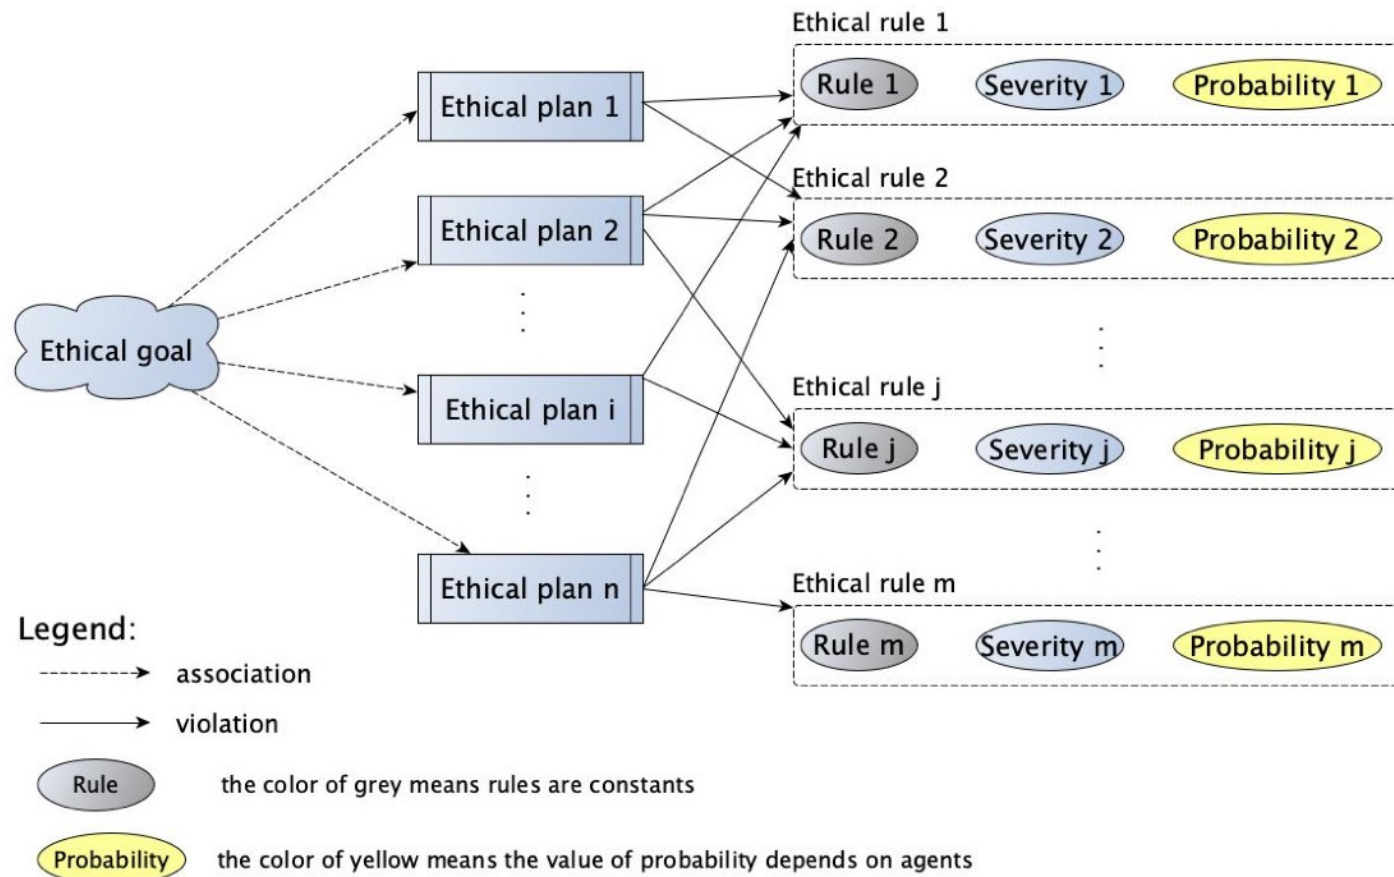 Ethical rule 1
Rule 1 Severity 1 Probability 1
Ethical plan 1
Ethical rule 2
Ethical plan 2
Rule 2 Severity 2 Probability 2
Ethical goal
Ethical rule j
Ethical plan i
Rule j Severity j Probability j
Ethical plan n
Ethical rule m
Rule m Severity m Probability m
Legend:
association
violation
Rule the color of grey means rules are constants
Probability the color of yellow means the value of probability depends on agents